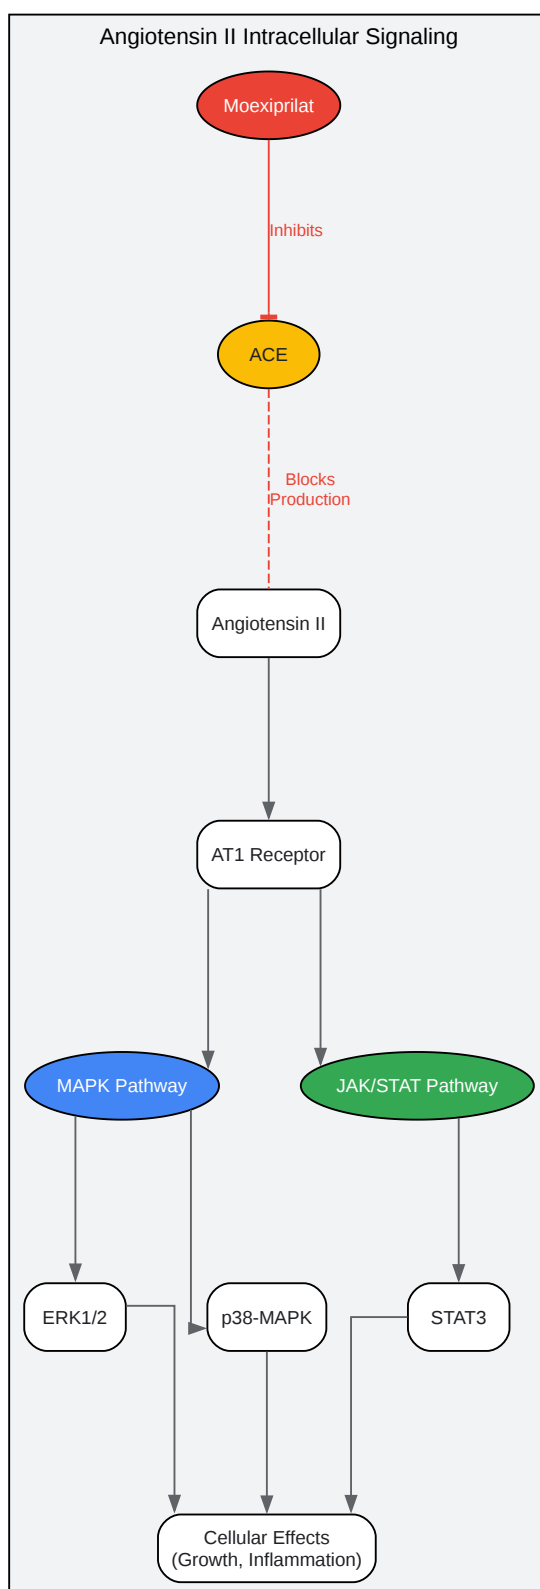 Angiotensin II Intracellular Signaling
Moexiprilat
Inhibits
ACE
Blocks
Production
Angiotensin II
AT1 Receptor
MAPK Pathway
JAK/STAT Pathway
ERK1/2
p38-MAPK
STAT3
Cellular Effects
(Growth, Inflammation)